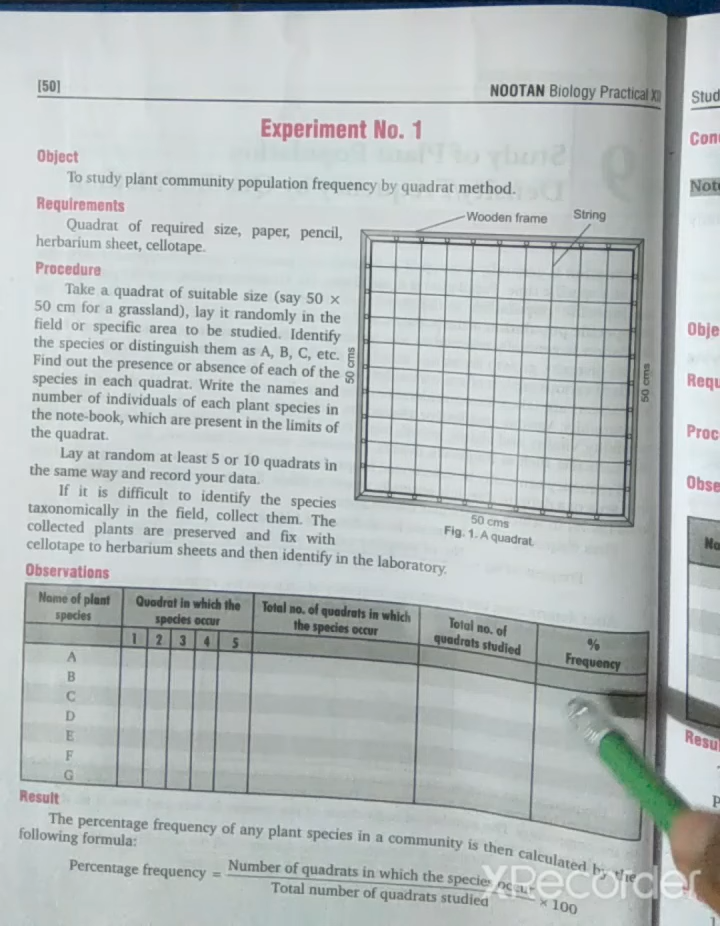 [50]
NOOTAN Biology Practical XII
Experiment No. 1
Object
To study plant community population frequency by quadrat method.
Requirements
Quadrat of required size, paper, pencil,
herbarium sheet, cellotape.
Procedure
Take a quadrat of suitable size (say 50 ×
50 cm for a grassland), lay it randomly in the
field or specific area to be studied. Identify
the species or distinguish them as A, B, C, etc.
Find out the presence or absence of each of the
species in each quadrat. Write the names and
number of individuals of each plant species in
the note-book, which are present in the limits of
the quadrat.
Lay at random at least 5 or 10 quadrats in
the same way and record your data.
If it is difficult to identify the species
taxonomically in the field, collect them. The
collected plants are preserved and fix with
cellotape to herbarium sheets and then identify in the laboratory.
Wooden frame
String
50 cms
50 cms
50 cms
Fig. 1. A quadrat.
Observations
Name of plant species
Quadrat in which the species occur
Total no. of quadrats in which the species occur
Total no. of quadrats studied
% Frequency
1 2 3 4 5
A
B
C
D
E
F
G
Result
The percentage frequency of any plant species in a community is then calculated by the
following formula:
Percentage frequency = Number of quadrats in which the species occur
Total number of quadrats studied × 100
XRecorder
Stud
Con
Not
Obje
Requ
Proc
Obse
Na
Resu